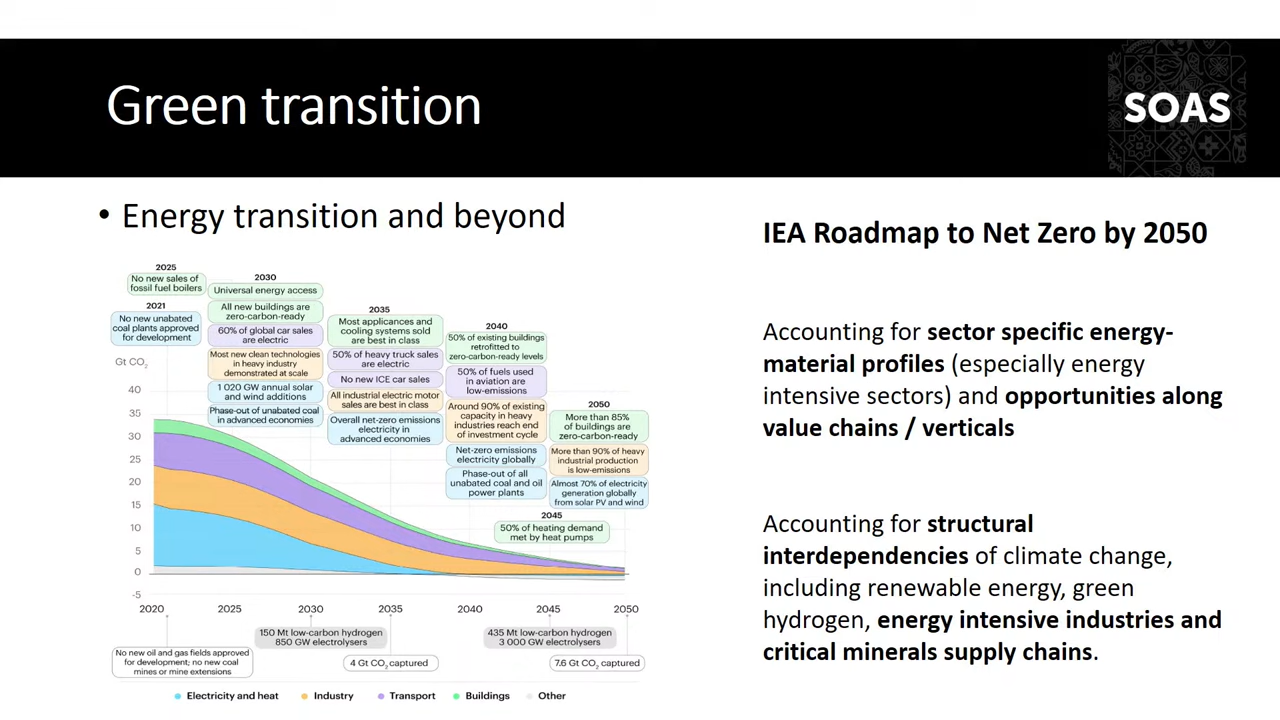 Green transition
SOAS
• Energy transition and beyond
2025
No new sales of
fossil fuel boilers
2021
No new unabated
coal plants approved
for development
2030
Universal energy access
All new buildings are
zero-carbon-ready
60% of global car sales
are electric
Most new clean technologies
in heavy industry
demonstrated at scale
1 020 GW annual solar
and wind additions
Phase-out of unabated coal
in advanced economies
2035
Most applicances and
cooling systems sold
are best in class
50% of heavy truck sales
are electric
No new ICE car sales
All industrial electric motor
sales are best in class
Overall net-zero emissions
electricity in
advanced economies
2040
50% of existing buildings
retrofitted to
zero-carbon-ready levels
50% of fuels used
in aviation are
low-emissions
Around 90% of existing
capacity in heavy
industries reach end
of investment cycle
Net-zero emissions
electricity globally
Phase-out of all
unabated coal and oil
power plants
2050
More than 85%
of buildings are
zero-carbon-ready
More than 90% of heavy
industrial production
is low-emissions
Almost 70% of electricity
generation globally
from solar PV and wind
2045
50% of heating demand
met by heat pumps
Gt CO2
40
35
30
25
20
15
10
5
0
-5
2020 2025 2030 2035 2040 2045 2050
150 Mt low-carbon hydrogen
850 GW electrolysers
435 Mt low-carbon hydrogen
3 000 GW electrolysers
No new oil and gas fields approved
for development; no new coal
mines or mine extensions
4 Gt CO2 captured
7.6 Gt CO2 captured
Electricity and heat Industry Transport Buildings Other
IEA Roadmap to Net Zero by 2050
Accounting for sector specific energy-
material profiles (especially energy
intensive sectors) and opportunities along
value chains / verticals
Accounting for structural
interdependencies of climate change,
including renewable energy, green
hydrogen, energy intensive industries and
critical minerals supply chains.